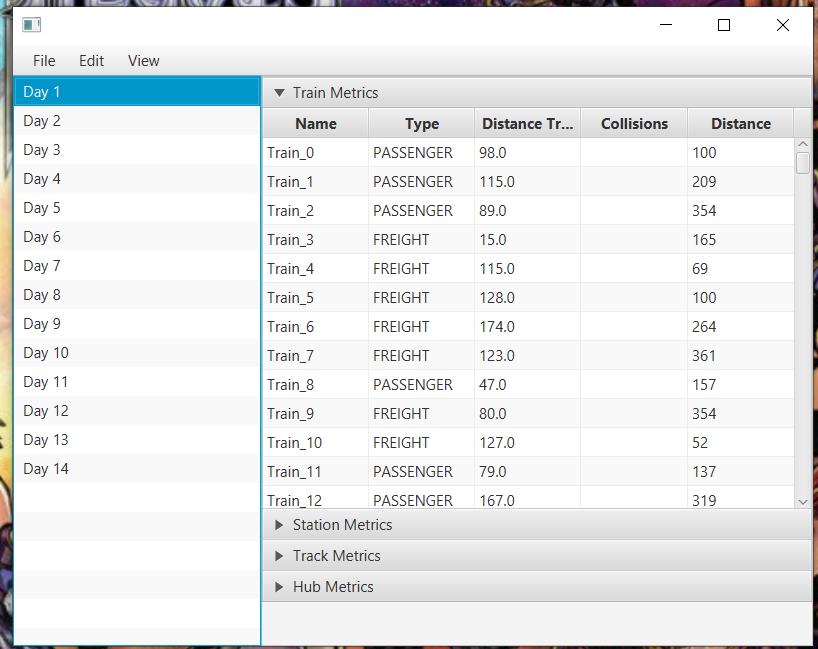 File Edit View
Day 1
Day 2
Day 3
Day 4
Day 5
Day 6
Day 7
Day 8
Day 9
Day 10
Day 11
Day 12
Day 13
Day 14
Train Metrics
Name Type Distance Tr... Collisions Distance
Train_0 PASSENGER 98.0 100
Train_1 PASSENGER 115.0 209
Train_2 PASSENGER 89.0 354
Train_3 FREIGHT 15.0 165
Train_4 FREIGHT 115.0 69
Train_5 FREIGHT 128.0 100
Train_6 FREIGHT 174.0 264
Train_7 FREIGHT 123.0 361
Train_8 PASSENGER 47.0 157
Train_9 FREIGHT 80.0 354
Train_10 FREIGHT 127.0 52
Train_11 PASSENGER 79.0 137
Train_12 PASSENGER 167.0 319
Station Metrics
Track Metrics
Hub Metrics